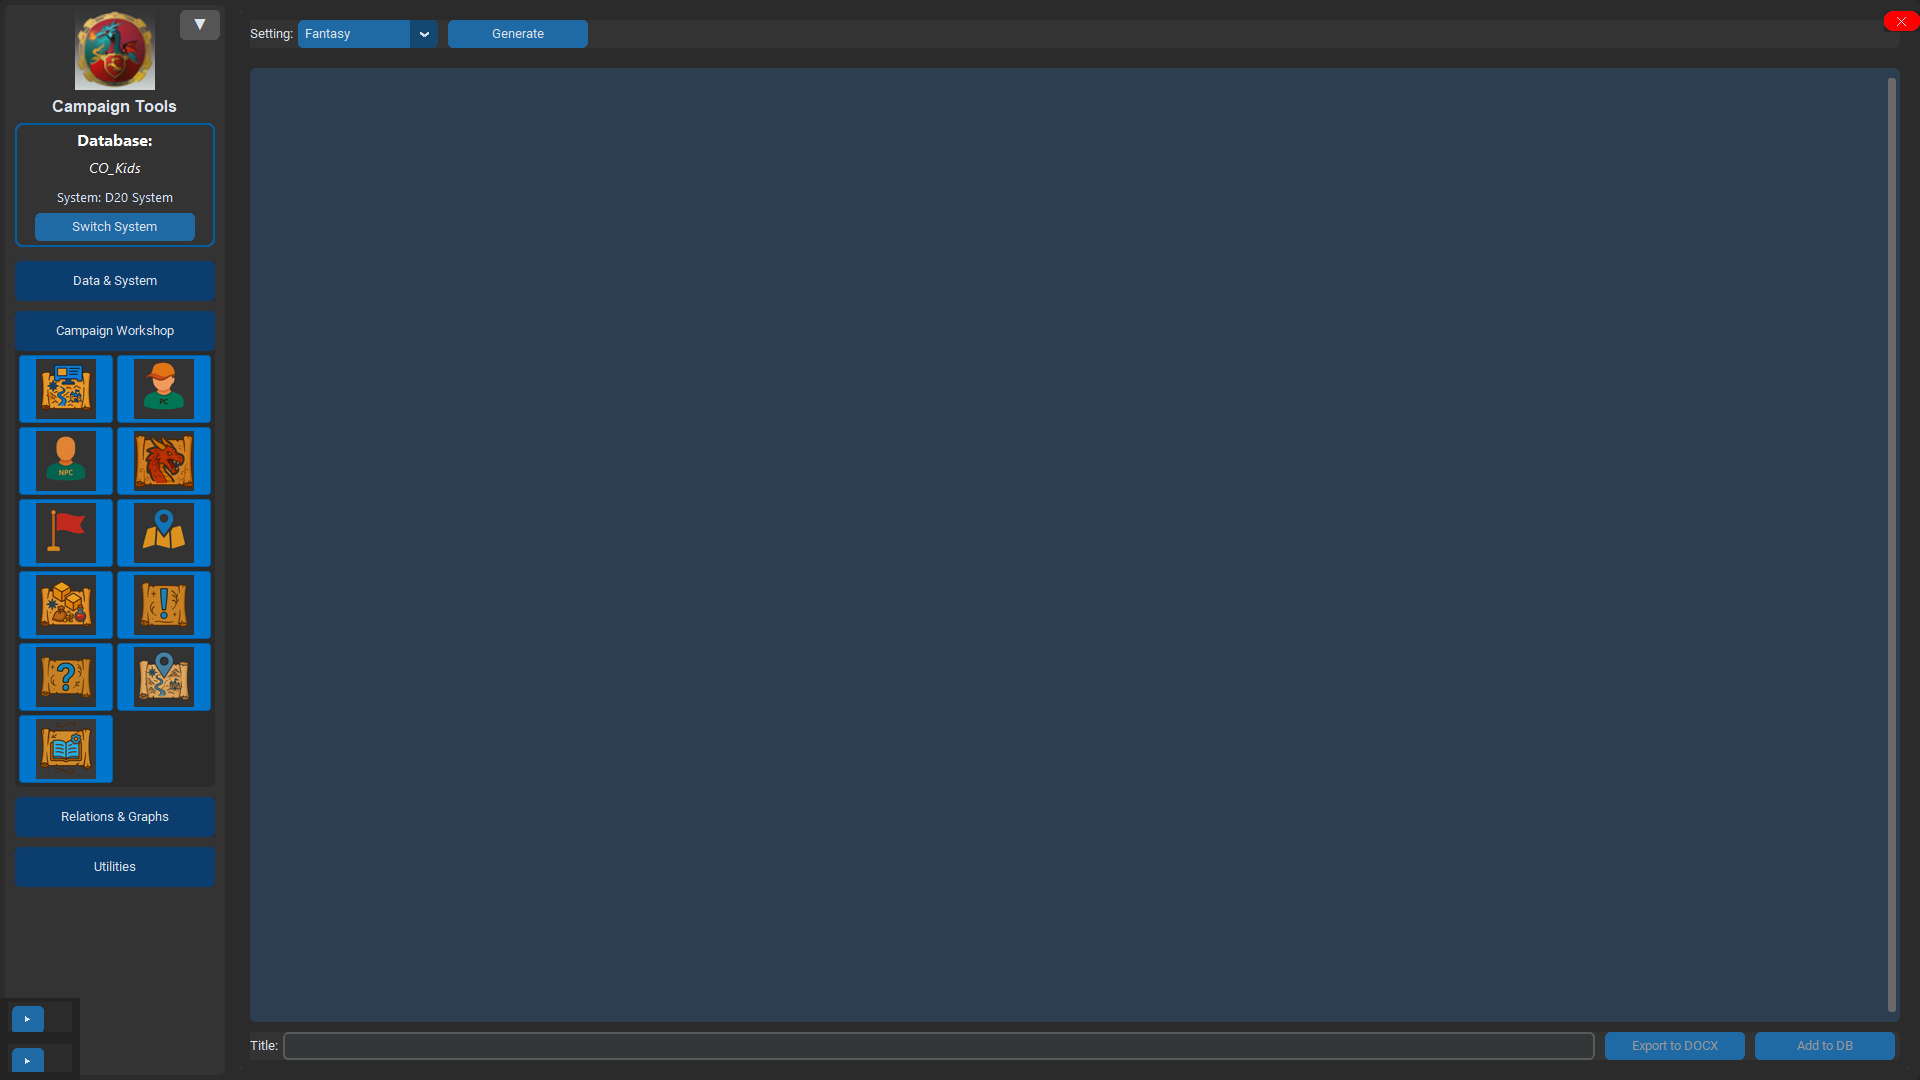 ▼
Setting:
Fantasy
Generate
Campaign Tools
Database:
CO_Kids
System: D20 System
Switch System
Data & System
Campaign Workshop
PC
NPC
Relations & Graphs
Utilities
Title:
Export to DOCX
Add to DB